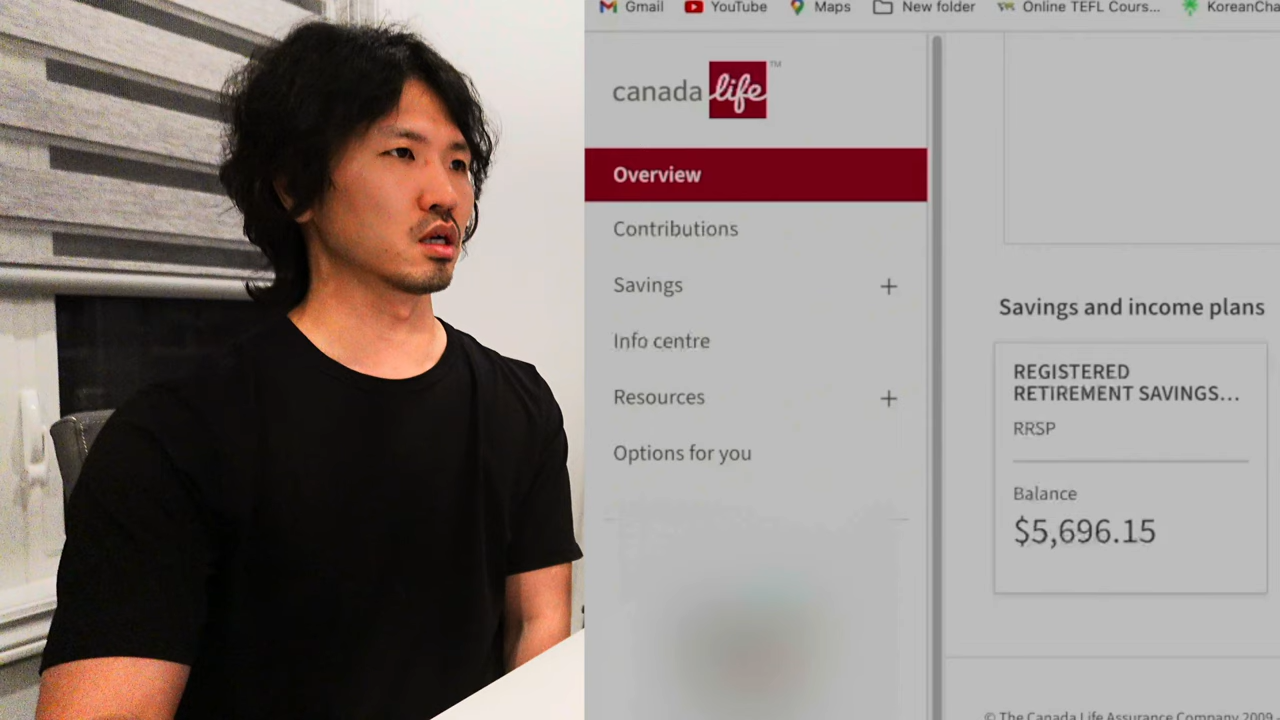 Gmail
YouTube
Maps
New folder
Online TEFL Cours...
KoreanCha
canada life ™
Overview
Contributions
Savings +
Info centre
Resources +
Options for you
Savings and income plans
REGISTERED
RETIREMENT SAVINGS...
RRSP
Balance
$5,696.15
© The Canada Life Assurance Company 2009